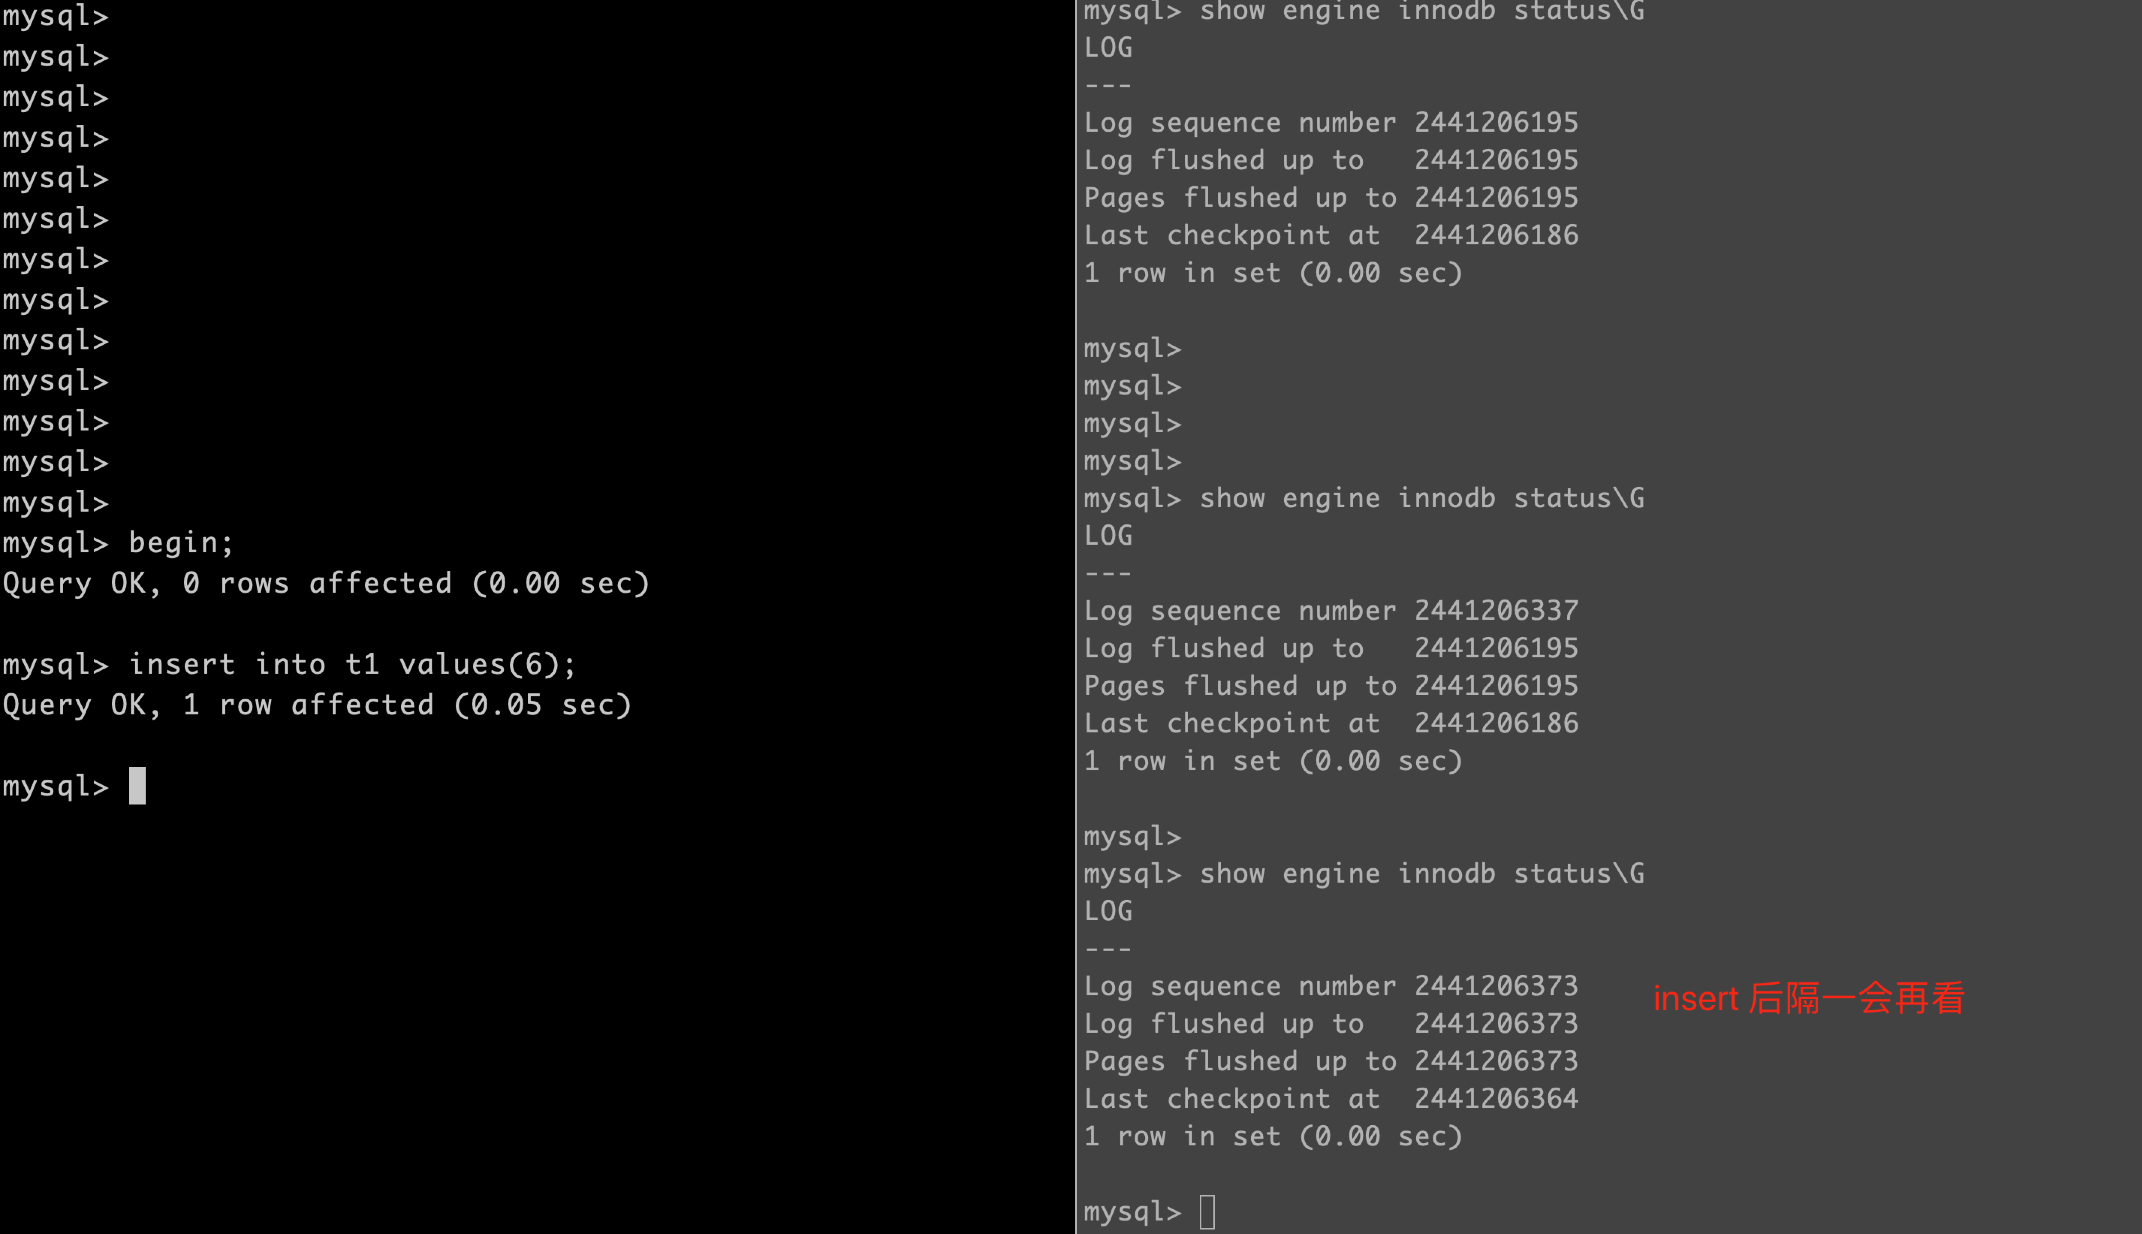 mysql>
mysql>
mysql>
mysql>
mysql>
mysql>
mysql>
mysql>
mysql>
mysql>
mysql>
mysql>
mysql>
mysql> begin;
Query OK, 0 rows affected (0.00 sec)
mysql> insert into t1 values(6);
Query OK, 1 row affected (0.05 sec)
mysql>
mysql> show engine innodb status\G
LOG
---
Log sequence number 2441206195
Log flushed up to   2441206195
Pages flushed up to 2441206195
Last checkpoint at  2441206186
1 row in set (0.00 sec)
mysql>
mysql>
mysql>
mysql>
mysql> show engine innodb status\G
LOG
---
Log sequence number 2441206337
Log flushed up to   2441206195
Pages flushed up to 2441206195
Last checkpoint at  2441206186
1 row in set (0.00 sec)
mysql>
mysql> show engine innodb status\G
LOG
---
Log sequence number 2441206373
insert 后隔一会再看
Log flushed up to   2441206373
Pages flushed up to 2441206373
Last checkpoint at  2441206364
1 row in set (0.00 sec)
mysql>